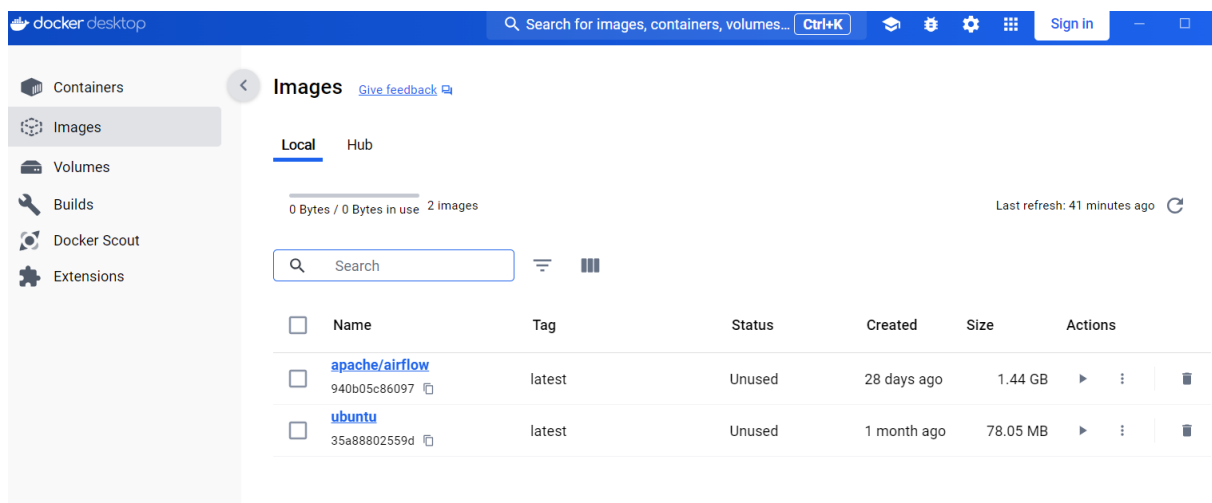 docker desktop
Search for images, containers, volumes... Ctrl+K
Sign in
Containers
Images
Volumes
Builds
Docker Scout
Extensions
Images Give feedback
Local Hub
0 Bytes / 0 Bytes in use 2 images
Last refresh: 41 minutes ago
Search
Name Tag Status Created Size Actions
apache/airflow
940b05c86097
latest Unused 28 days ago 1.44 GB
ubuntu
35a88802559d
latest Unused 1 month ago 78.05 MB